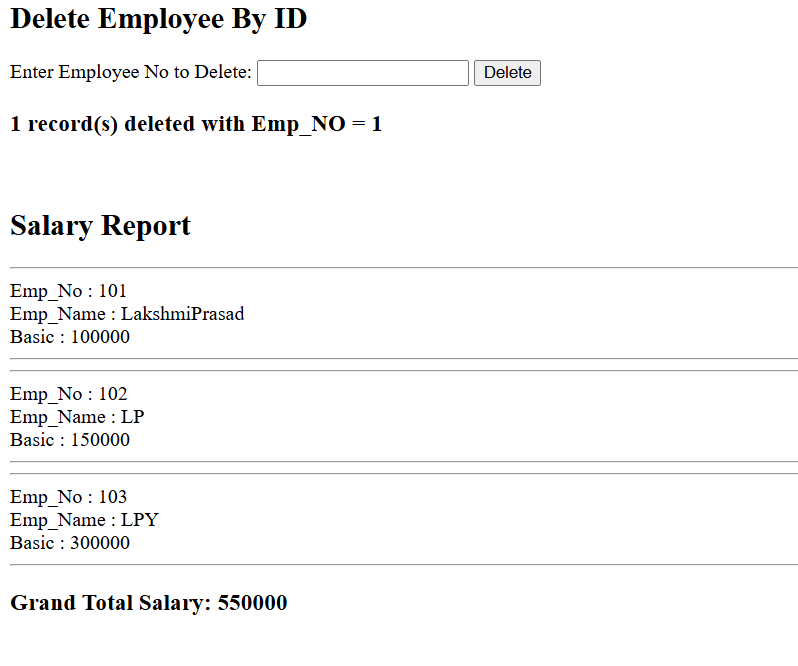 Delete Employee By ID
Enter Employee No to Delete: Delete
1 record(s) deleted with Emp_NO = 1
Salary Report
Emp_No : 101
Emp_Name : LakshmiPrasad
Basic : 100000
Emp_No : 102
Emp_Name : LP
Basic : 150000
Emp_No : 103
Emp_Name : LPY
Basic : 300000
Grand Total Salary: 550000